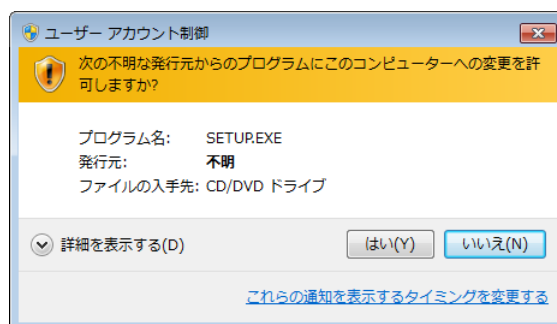 ユーザー アカウント制御
次の不明な発行元からのプログラムにこのコンピューターへの変更を許
可しますか?
プログラム名: SETUP.EXE
発行元: 不明
ファイルの入手先: CD/DVD ドライブ
詳細を表示する(D)
はい(Y)
いいえ(N)
これらの通知を表示するタイミングを変更する